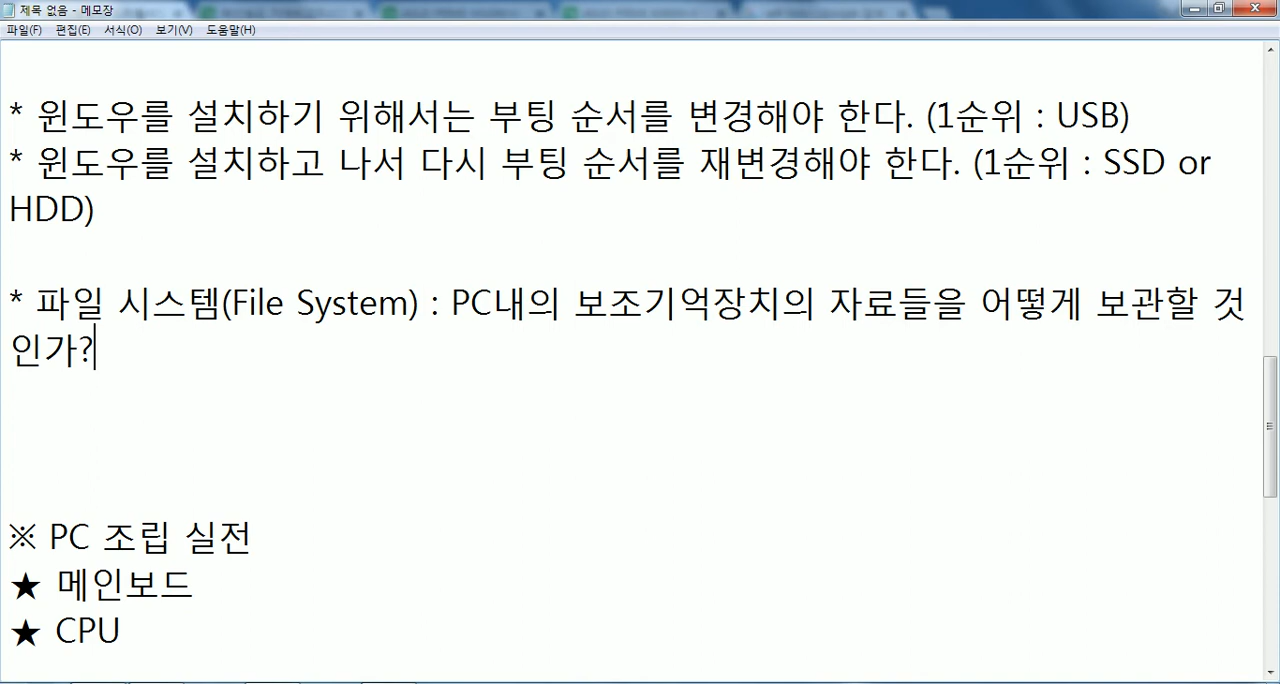 제목 없음 - 메모장
파일(F) 편집(E) 서식(O) 보기(V) 도움말(H)
* 윈도우를 설치하기 위해서는 부팅 순서를 변경해야 한다. (1순위 : USB)
* 윈도우를 설치하고 나서 다시 부팅 순서를 재변경해야 한다. (1순위 : SSD or
HDD)
* 파일 시스템(File System) : PC내의 보조기억장치의 자료들을 어떻게 보관할 것
인가?
※ PC 조립 실전
★ 메인보드
★ CPU